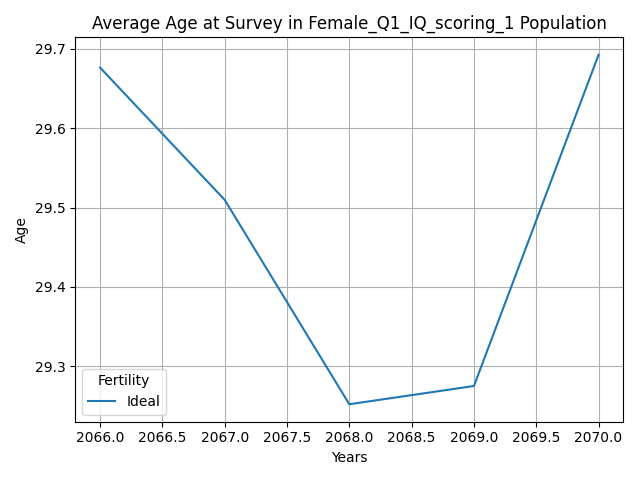 Average Age at Survey in Female_Q1_IQ_scoring_1 Population
29.7
29.6
29.5
29.4
29.3
Age
Fertility
Ideal
2066.0 2066.5 2067.0 2067.5 2068.0 2068.5 2069.0 2069.5 2070.0
Years